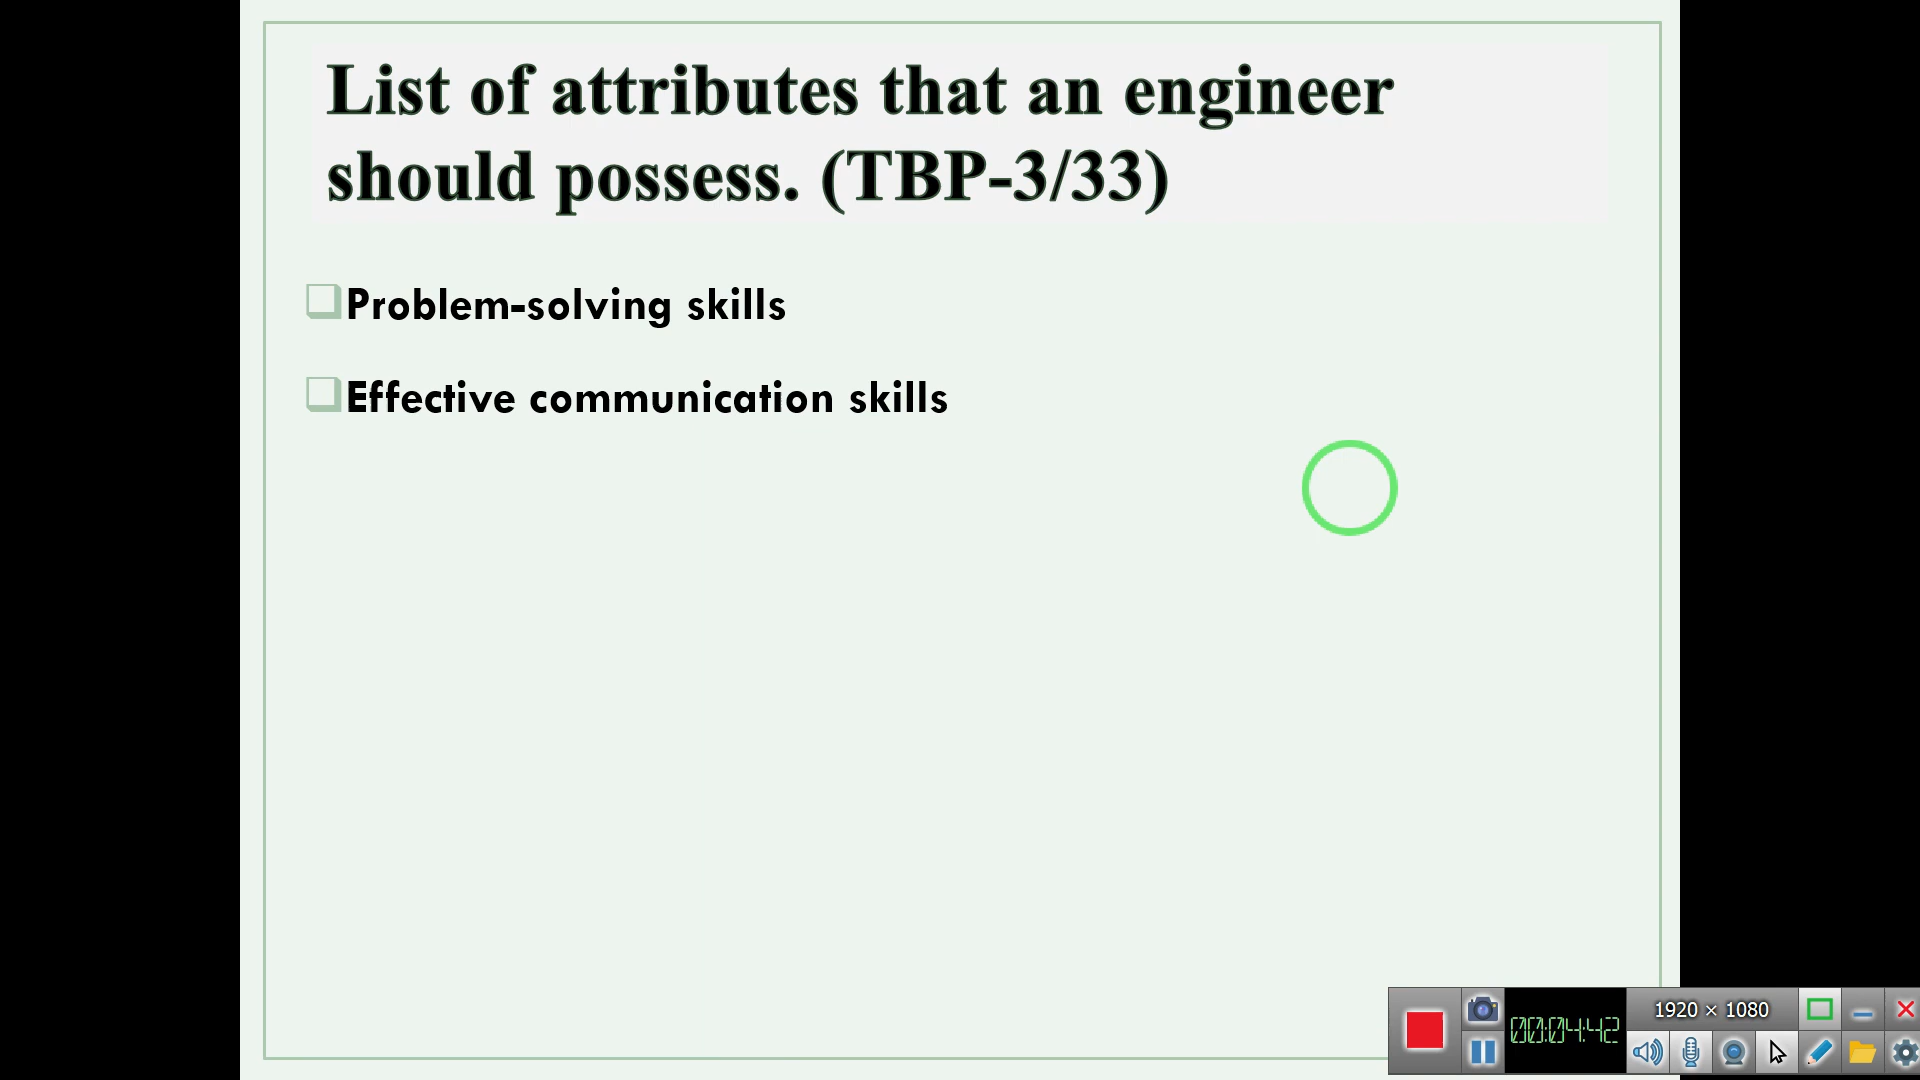 List of attributes that an engineer
should possess. (TBP-3/33)
Problem-solving skills
Effective communication skills
1920 × 1080
00:04:42